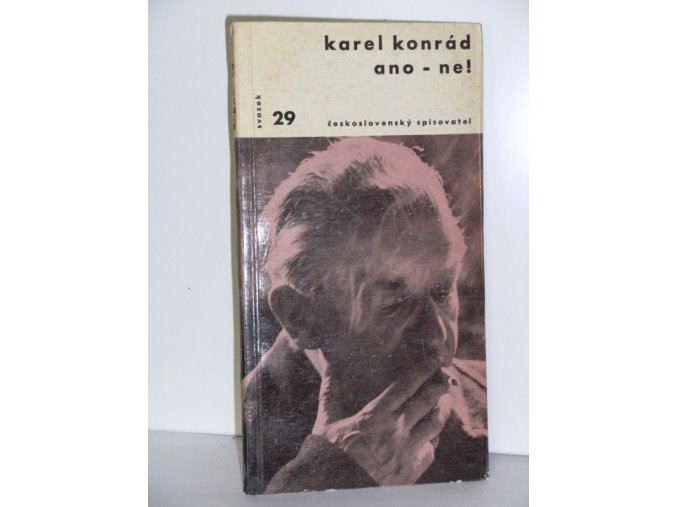 karel konrád
ano - ne!
svazek
29
československý spisovatel